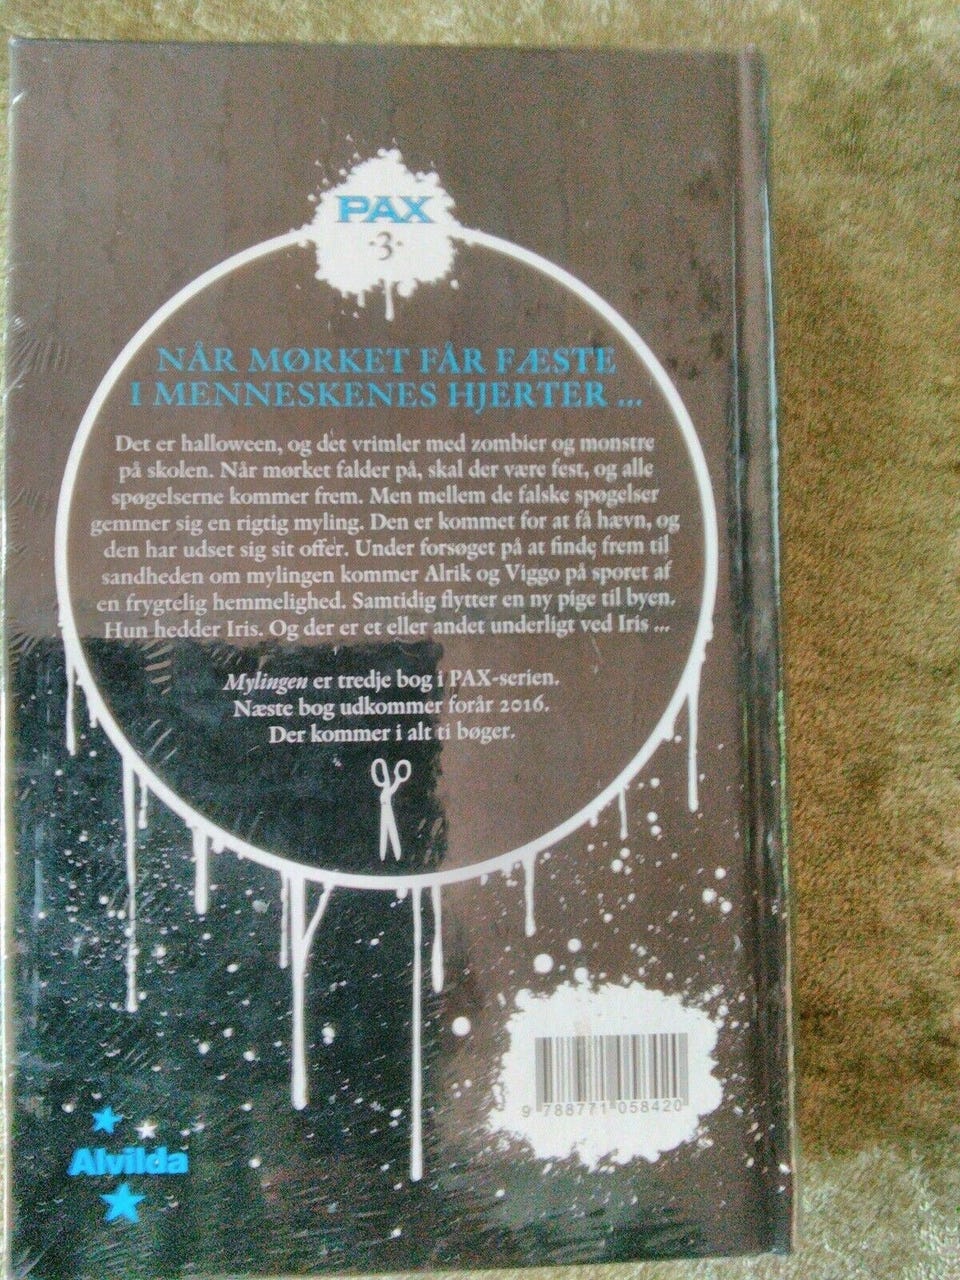 PAX
·3·
NÅR MØRKET FÅR FÆSTE
I MENNESKENES HJERTER ...
Det er halloween, og det vrimler med zombier og monstre
på skolen. Når mørket falder på, skal der være fest, og alle
spøgelserne kommer frem. Men mellem de falske spøgelser
gemmer sig en rigtig myling. Den er kommet for at få hævn, og
den har udset sig sit offer. Under forsøget på at finde frem til
sandheden om mylingen kommer Alrik og Viggo på sporet af
en frygtelig hemmelighed. Samtidig flytter en ny pige til byen.
Hun hedder Iris. Og der er et eller andet underligt ved Iris ...
Mylingen er tredje bog i PAX-serien.
Næste bog udkommer forår 2016.
Der kommer i alt ti bøger.
9 788771 058420
Alvilda